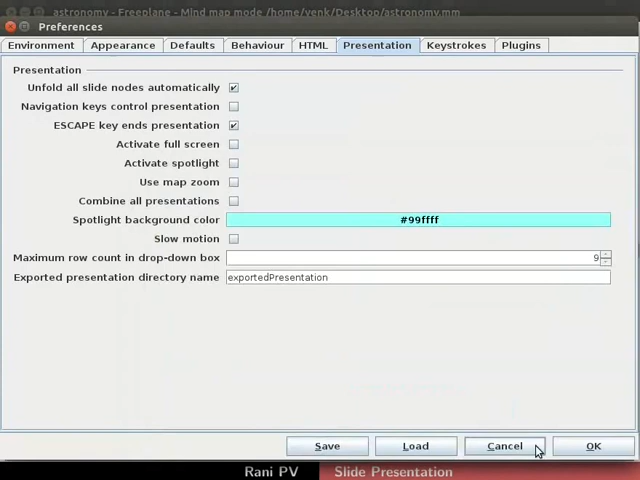 astronomy - Freeplane - Mind map mode /home/venk/Desktop/astronomy.mm
Preferences
Environment Appearance Defaults Behaviour HTML Presentation Keystrokes Plugins
Presentation
Unfold all slide nodes automatically
Navigation keys control presentation
ESCAPE key ends presentation
Activate full screen
Activate spotlight
Use map zoom
Combine all presentations
Spotlight background color #99ffff
Slow motion
Maximum row count in drop-down box 9
Exported presentation directory name exportedPresentation
Save Load Cancel OK
Rani PV Slide Presentation